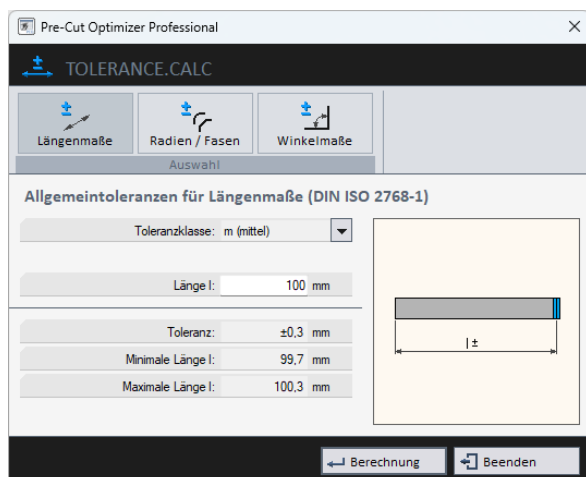 Pre-Cut Optimizer Professional
TOLERANCE.CALC
Längenmaße
Radien / Fasen
Winkelmaße
Auswahl
Allgemeintoleranzen für Längenmaße (DIN ISO 2768-1)
Toleranzklasse: m (mittel)
Länge l: 100 mm
Toleranz: ±0,3 mm
Minimale Länge l: 99,7 mm
Maximale Länge l: 100,3 mm
l ±
Berechnung
Beenden